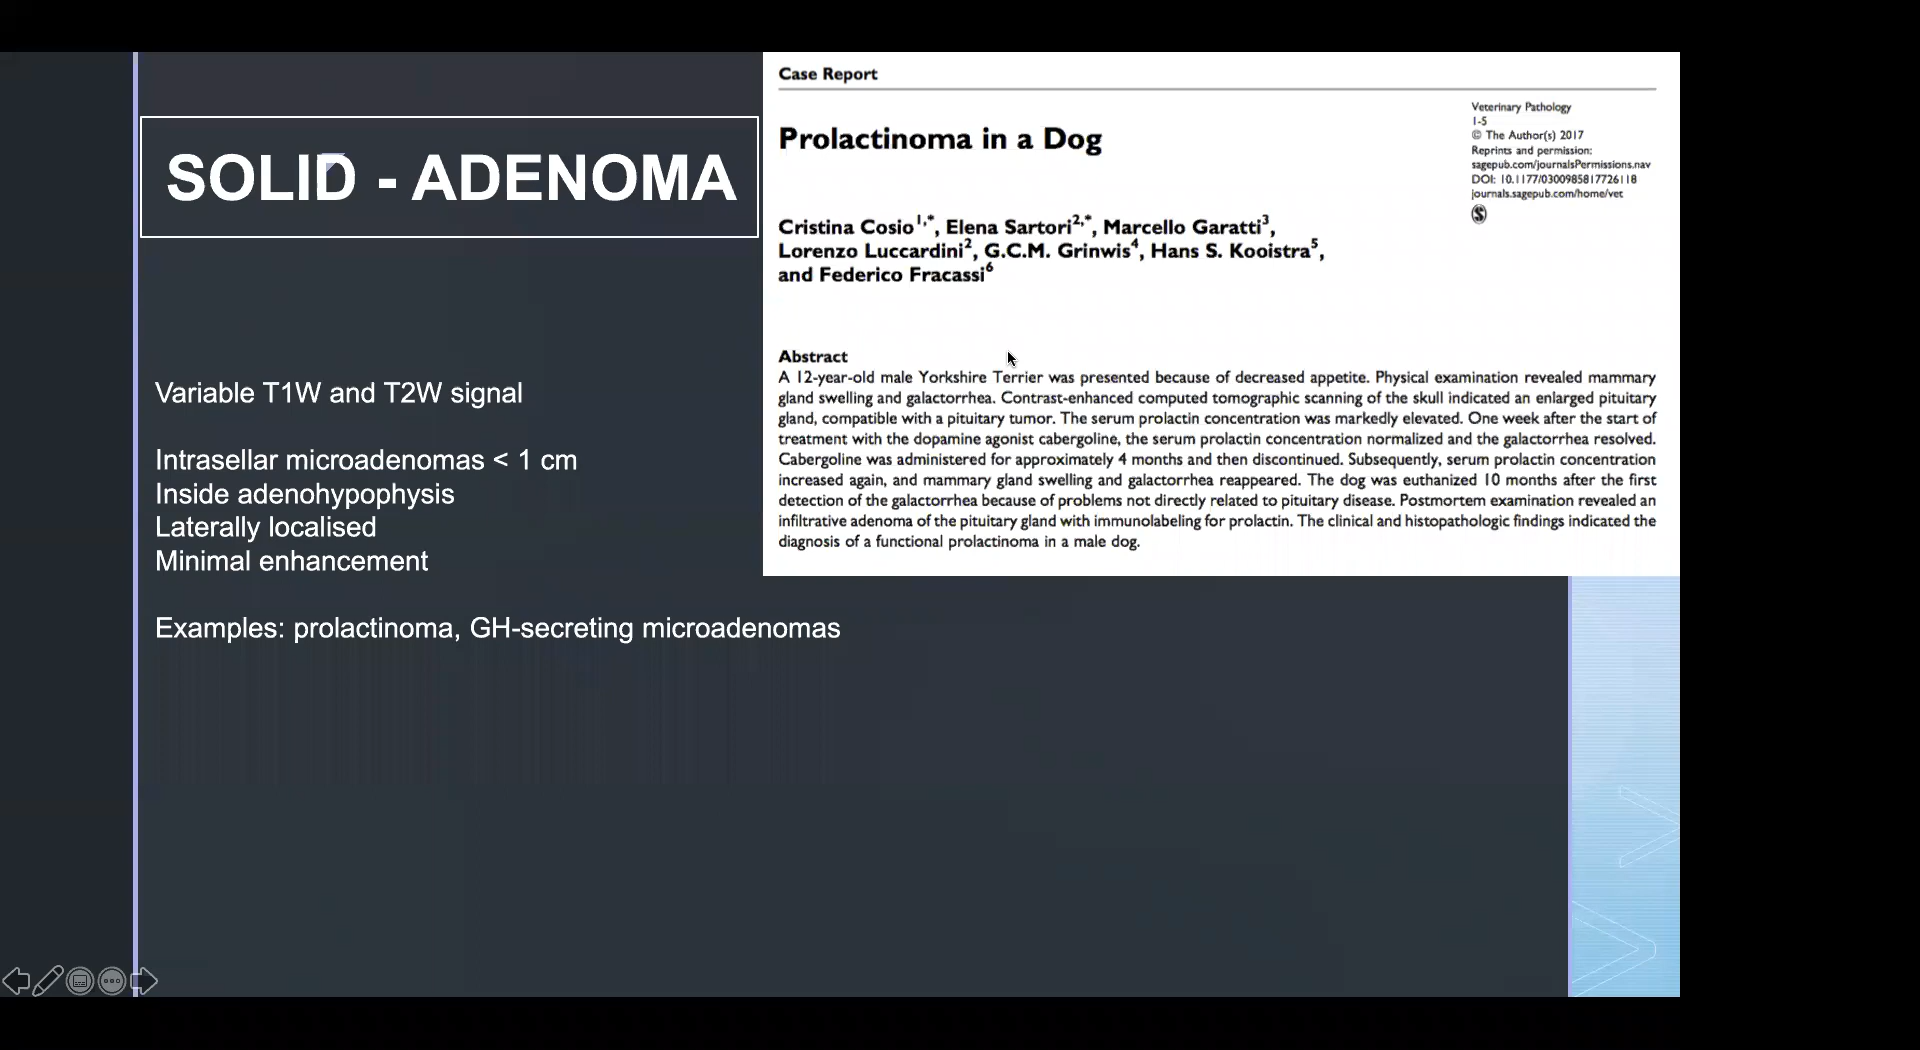 SOLID - ADENOMA
Variable T1W and T2W signal
Intrasellar microadenomas < 1 cm
Inside adenohypophysis
Laterally localised
Minimal enhancement
Examples: prolactinoma, GH-secreting microadenomas
Case Report
Prolactinoma in a Dog
Veterinary Pathology
1-5
© The Author(s) 2017
Reprints and permission:
sagepub.com/journalsPermissions.nav
DOI: 10.1177/0300985817726118
journals.sagepub.com/home/vet
Cristina Cosio1,*, Elena Sartori2,*, Marcello Garatti3,
Lorenzo Luccardini2, G.C.M. Grinwis4, Hans S. Kooistra5,
and Federico Fracassi6
Abstract
A 12-year-old male Yorkshire Terrier was presented because of decreased appetite. Physical examination revealed mammary
gland swelling and galactorrhea. Contrast-enhanced computed tomographic scanning of the skull indicated an enlarged pituitary
gland, compatible with a pituitary tumor. The serum prolactin concentration was markedly elevated. One week after the start of
treatment with the dopamine agonist cabergoline, the serum prolactin concentration normalized and the galactorrhea resolved.
Cabergoline was administered for approximately 4 months and then discontinued. Subsequently, serum prolactin concentration
increased again, and mammary gland swelling and galactorrhea reappeared. The dog was euthanized 10 months after the first
detection of the galactorrhea because of problems not directly related to pituitary disease. Postmortem examination revealed an
infiltrative adenoma of the pituitary gland with immunolabeling for prolactin. The clinical and histopathologic findings indicated the
diagnosis of a functional prolactinoma in a male dog.